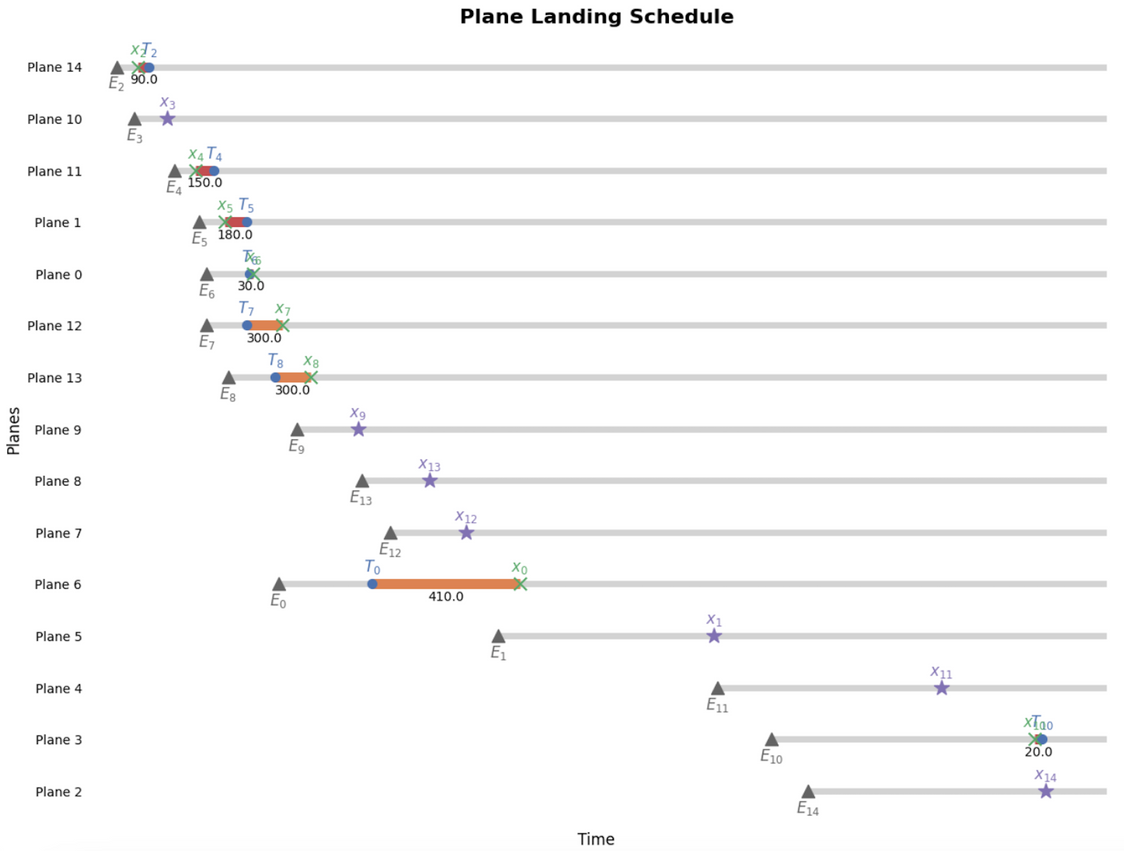 Plane Landing Schedule
Plane 14
x₂ T₂
E₂
90.0
Plane 10
x₃
E₃
Plane 11
x₄ T₄
E₄
150.0
Plane 1
x₅ T₅
E₅
180.0
Plane 0
T₆ x₆
E₆
30.0
Plane 12
T₇ x₇
E₇
300.0
Plane 13
T₈ x₈
E₈
300.0
Plane 9
x₉
E₉
Plane 8
x₁₃
E₁₃
Plane 7
x₁₂
E₁₂
Plane 6
T₀ x₀
E₀
410.0
Plane 5
x₁
E₁
Plane 4
x₁₁
E₁₁
Plane 3
x₁₀ T₁₀
E₁₀
20.0
Plane 2
x₁₄
E₁₄
Planes
Time